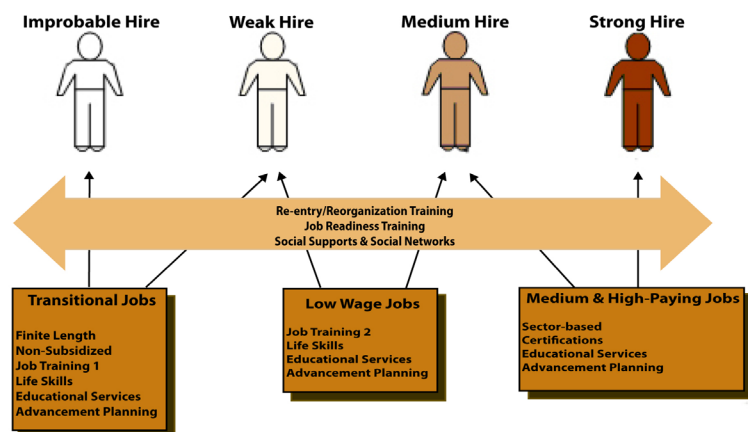 Improbable Hire
Weak Hire
Medium Hire
Strong Hire
Re-entry/Reorganization Training
Job Readiness Training
Social Supports & Social Networks
Transitional Jobs
Finite Length
Non-Subsidized
Job Training 1
Life Skills
Educational Services
Advancement Planning
Low Wage Jobs
Job Training 2
Life Skills
Educational Services
Advancement Planning
Medium & High-Paying Jobs
Sector-based
Certifications
Educational Services
Advancement Planning